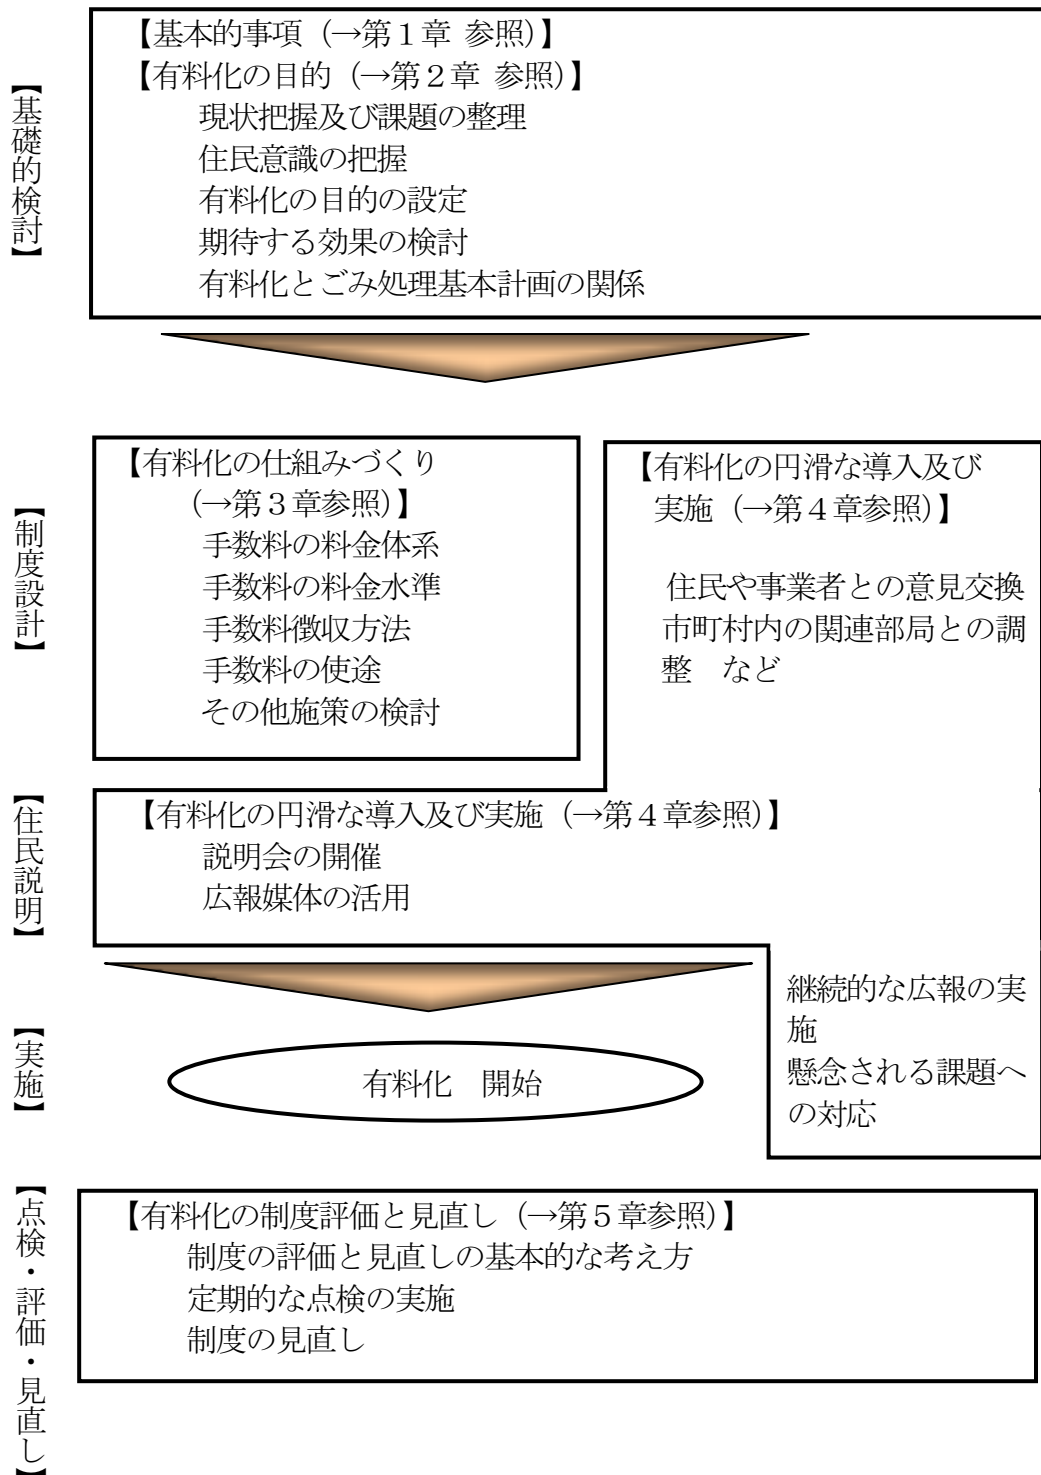 【基礎的検討】
【基本的事項（→第１章 参照）】
【有料化の目的（→第２章 参照）】
現状把握及び課題の整理
住民意識の把握
有料化の目的の設定
期待する効果の検討
有料化とごみ処理基本計画の関係
【制度設計】
【有料化の仕組みづくり
（→第３章参照）】
手数料の料金体系
手数料の料金水準
手数料徴収方法
手数料の使途
その他施策の検討
【有料化の円滑な導入及び
実施（→第４章参照）】
住民や事業者との意見交換
市町村内の関連部局との調
整　など
【住民説明】
【有料化の円滑な導入及び実施（→第４章参照）】
説明会の開催
広報媒体の活用
【実施】
有料化　開始
継続的な広報の実
施
懸念される課題へ
の対応
【点検・評価・見直し】
【有料化の制度評価と見直し（→第５章参照）】
制度の評価と見直しの基本的な考え方
定期的な点検の実施
制度の見直し